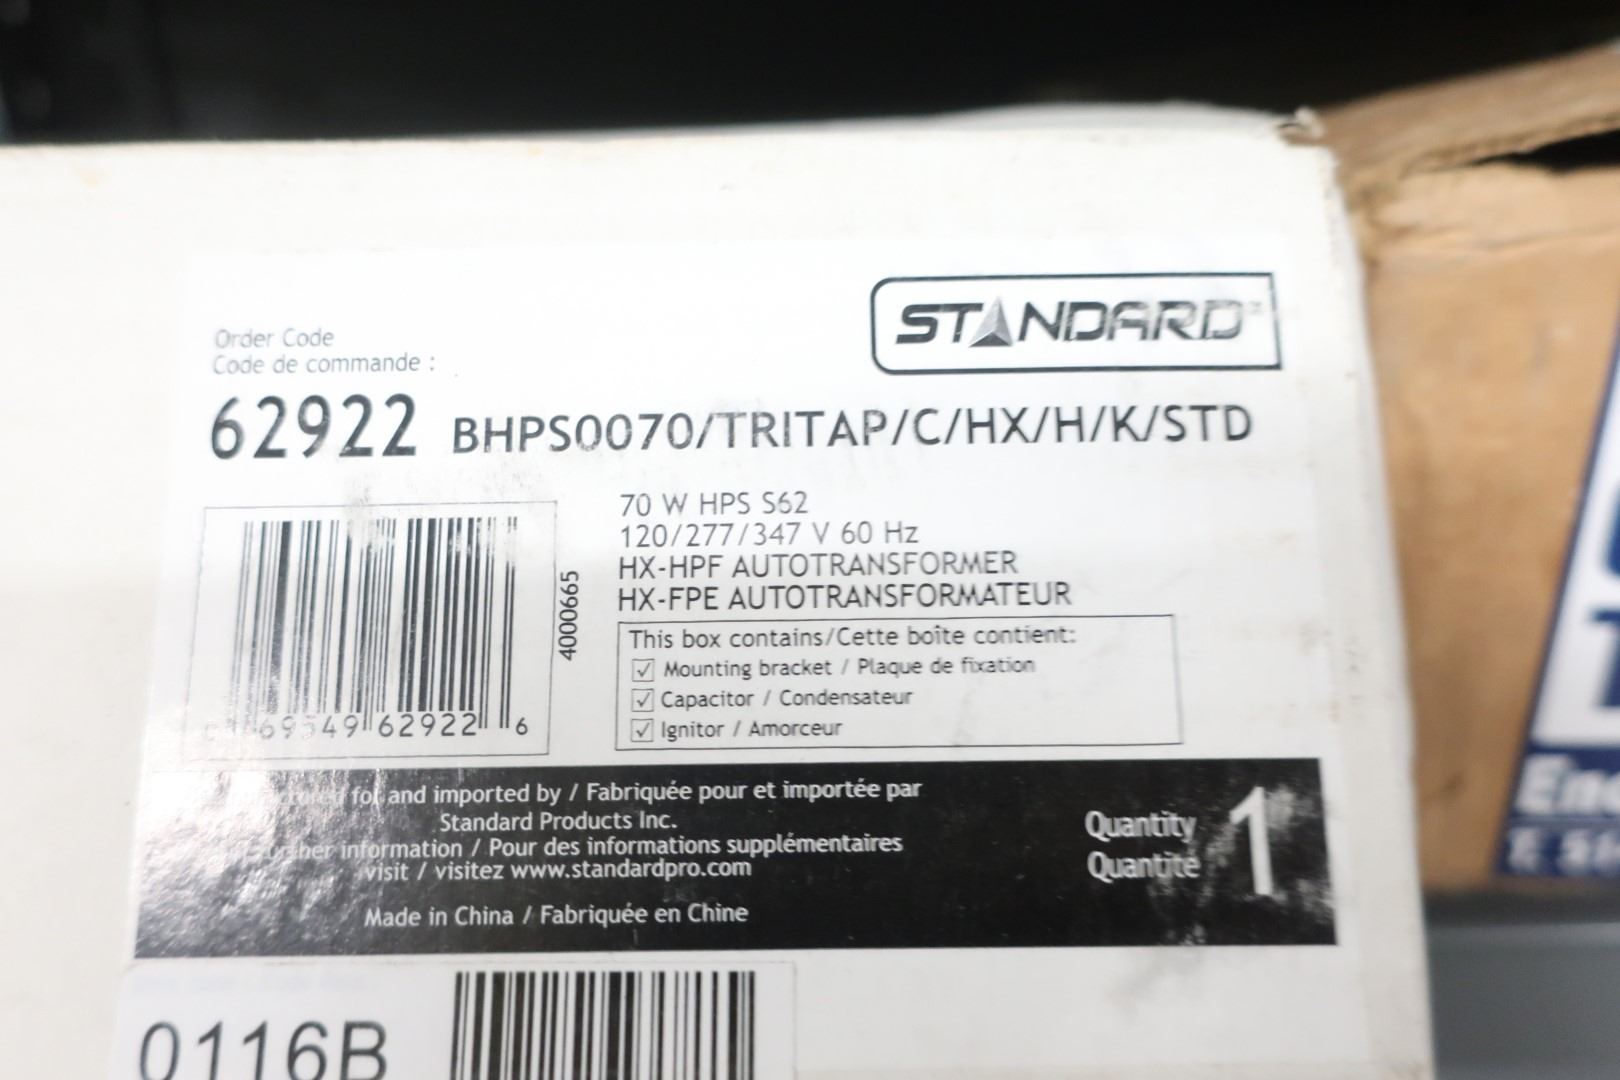 STANDARD
Order Code
Code de commande :
62922 BHPS0070/TRITAP/C/HX/H/K/STD
70 W HPS S62
120/277/347 V 60 Hz
HX-HPF AUTOTRANSFORMER
HX-FPE AUTOTRANSFORMATEUR
4000665
This box contains/Cette boîte contient:
Mounting bracket / Plaque de fixation
Capacitor / Condensateur
Ignitor / Amorceur
69549 62922 6
for and imported by / Fabriquée pour et importée par
Standard Products Inc.
information / Pour des informations supplémentaires
visit / visitez www.standardpro.com
Made in China / Fabriquée en Chine
Quantity
Quantité
1
0116B